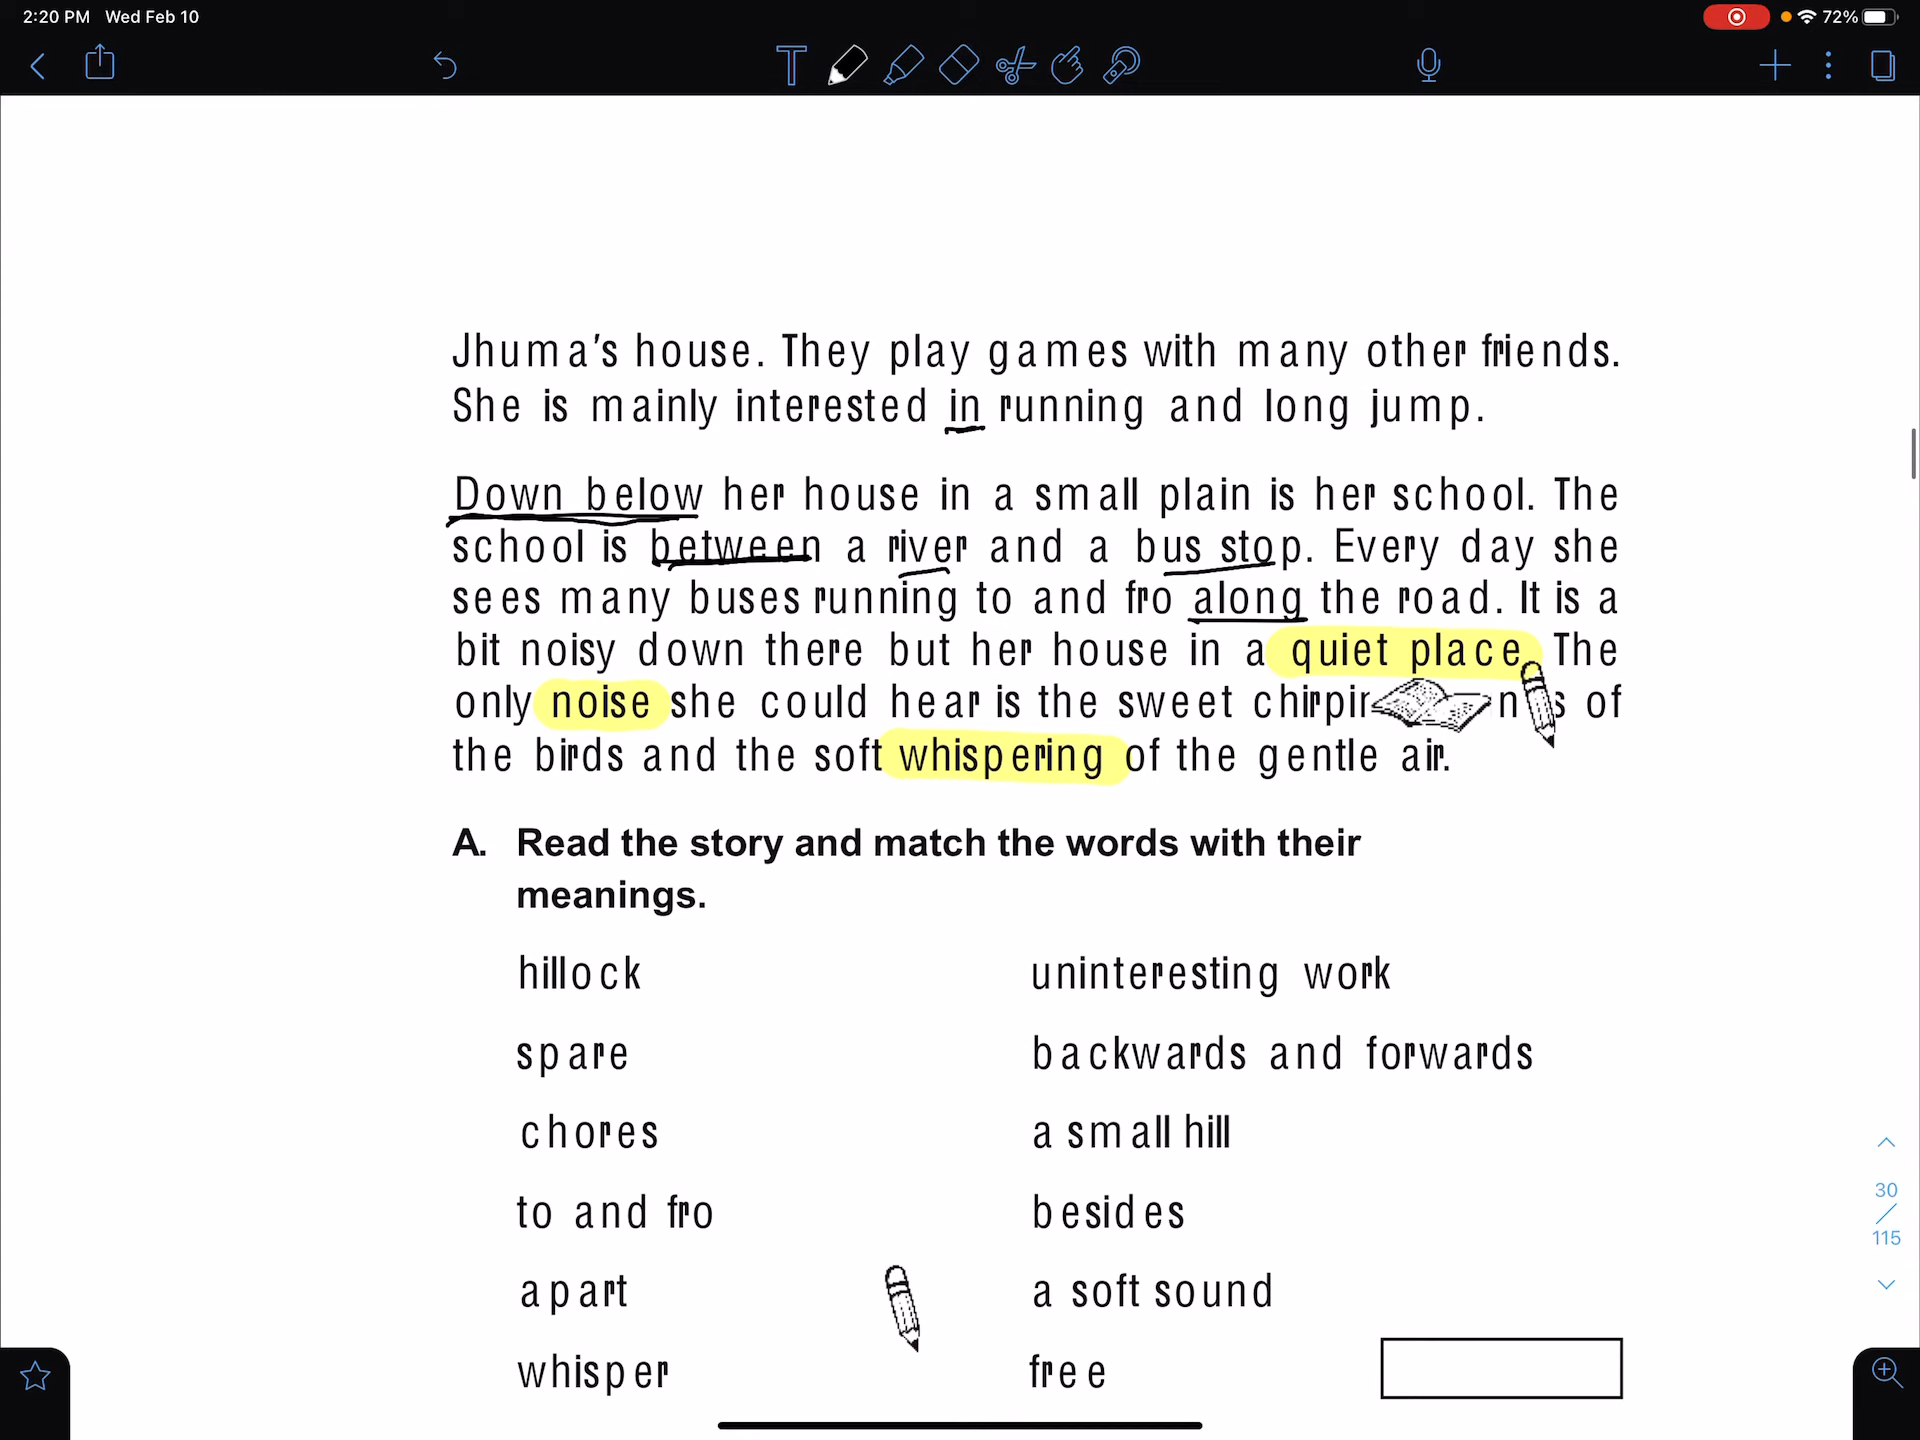 2:20 PM Wed Feb 10
72%
Jhuma's house. They play games with many other friends.
She is mainly interested in running and long jump.
Down below her house in a small plain is her school. The
school is between a river and a bus stop. Every day she
sees many buses running to and fro along the road. It is a
bit noisy down there but her house in a quiet place. The
only noise she could hear is the sweet of
the birds and the soft whispering of the gentle air.
A. Read the story and match the words with their
meanings.
hillock uninteresting work
spare backwards and forwards
chores a small hill
to and fro besides
apart a soft sound
whisper free
30
/
115